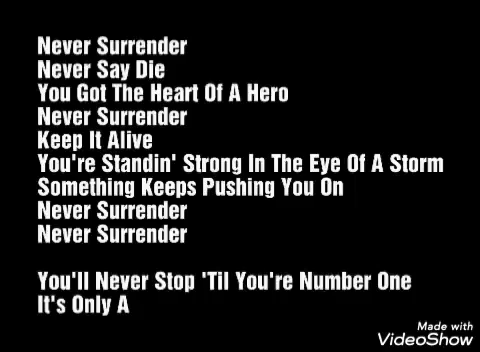 Never Surrender
Never Say Die
You Got The Heart Of A Hero
Never Surrender
Keep It Alive
You're Standin' Strong In The Eye Of A Storm
Something Keeps Pushing You On
Never Surrender
Never Surrender
You'll Never Stop 'Til You're Number One
It's Only A
Made with
VideoShow